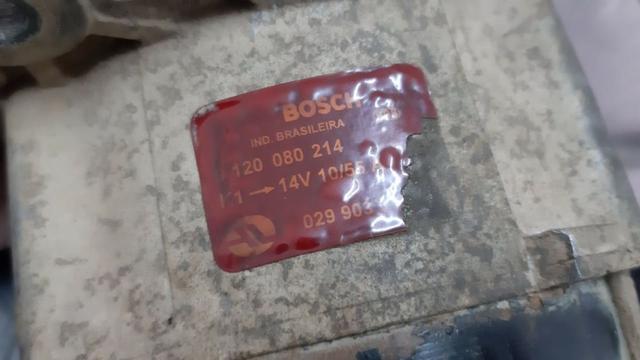 BOSCH
IND. BRASILEIRA
120 080 214
14V 10/55
029 903